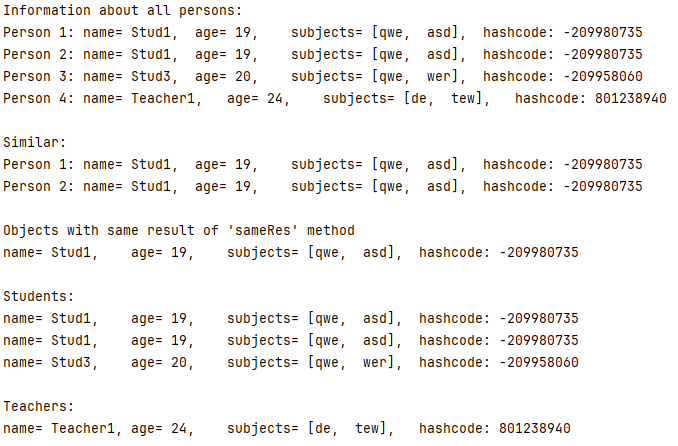 Information about all persons:
Person 1: name= Stud1,  age= 19,    subjects= [qwe,  asd],  hashcode: -209980735
Person 2: name= Stud1,  age= 19,    subjects= [qwe,  asd],  hashcode: -209980735
Person 3: name= Stud3,  age= 20,    subjects= [qwe,  wer],  hashcode: -209958060
Person 4: name= Teacher1,   age= 24,    subjects= [de,  tew],   hashcode: 801238940

Similar:
Person 1: name= Stud1,  age= 19,    subjects= [qwe,  asd],  hashcode: -209980735
Person 2: name= Stud1,  age= 19,    subjects= [qwe,  asd],  hashcode: -209980735

Objects with same result of 'sameRes' method
name= Stud1,    age= 19,    subjects= [qwe,  asd],  hashcode: -209980735

Students:
name= Stud1,    age= 19,    subjects= [qwe,  asd],  hashcode: -209980735
name= Stud1,    age= 19,    subjects= [qwe,  asd],  hashcode: -209980735
name= Stud3,    age= 20,    subjects= [qwe,  wer],  hashcode: -209958060

Teachers:
name= Teacher1, age= 24,    subjects= [de,  tew],   hashcode: 801238940